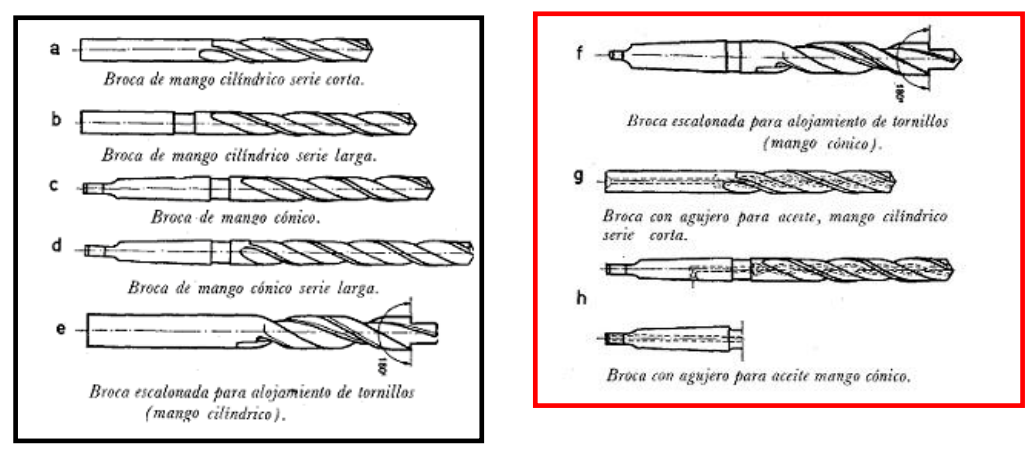 a
Broca de mango cilíndrico serie corta.
b
Broca de mango cilíndrico serie larga.
c
Broca de mango cónico.
d
Broca de mango cónico serie larga.
e
180°
Broca escalonada para alojamiento de tornillos
(mango cilíndrico).
f
180°
Broca escalonada para alojamiento de tornillos
(mango cónico).
g
Broca con agujero para aceite, mango cilíndrico
serie corta.
h
Broca con agujero para aceite mango cónico.